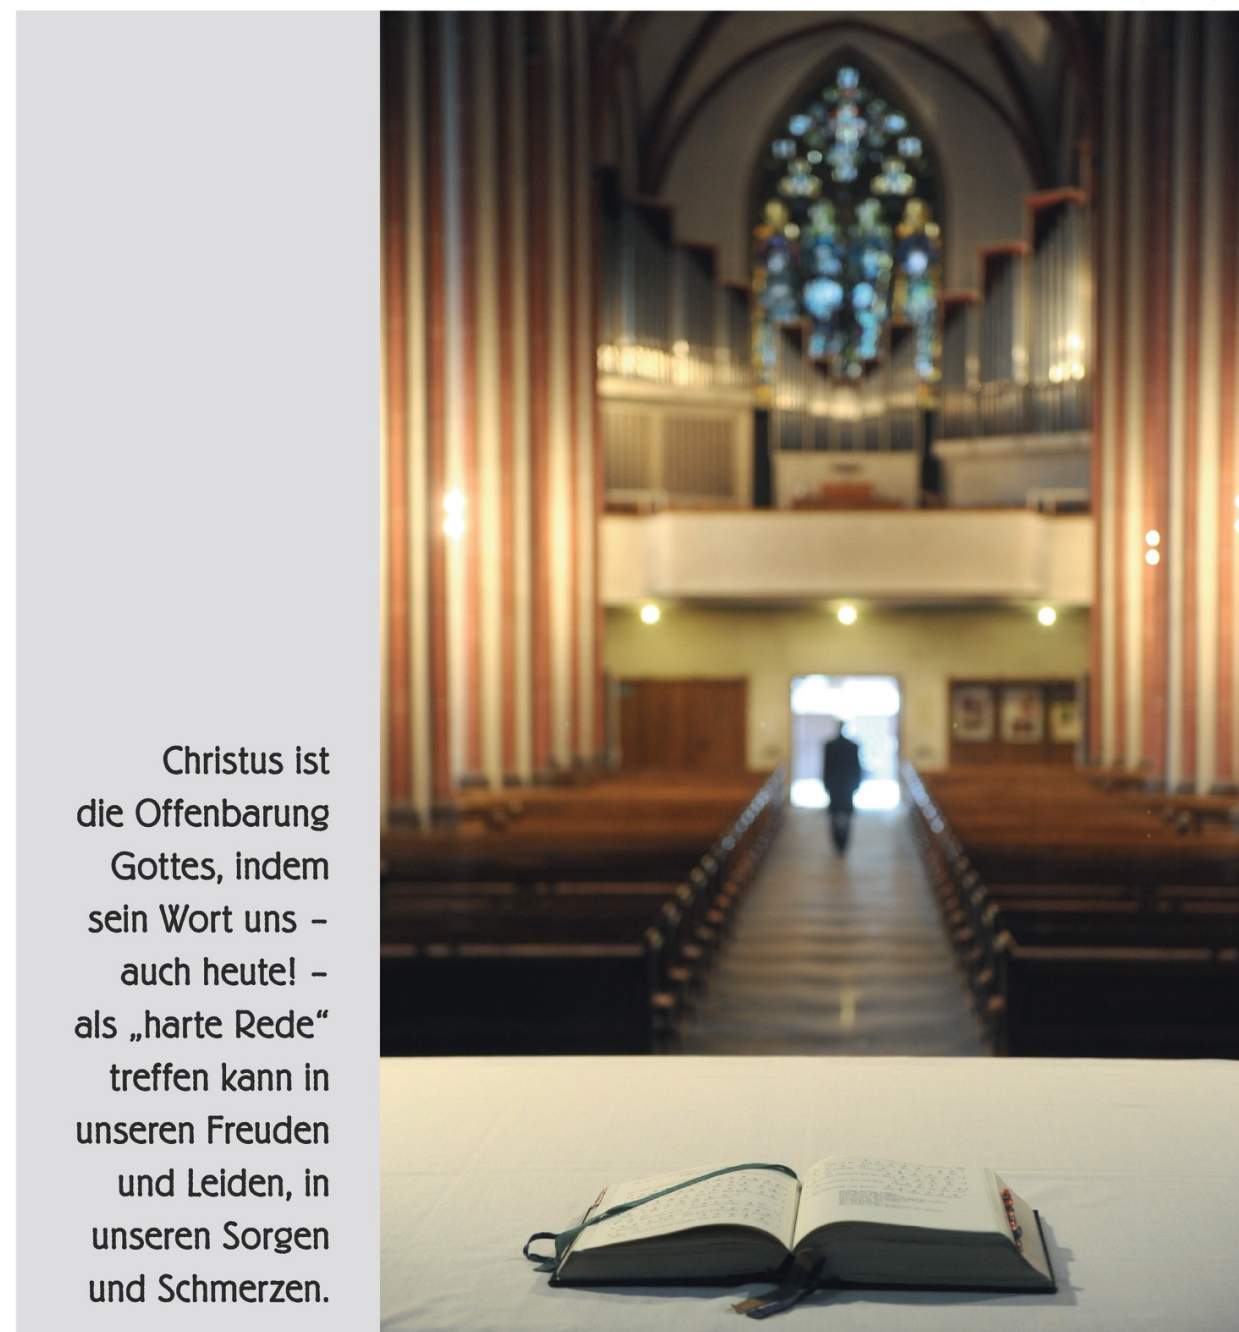 Christus ist
die Offenbarung
Gottes, indem
sein Wort uns –
auch heute! –
als „harte Rede“
treffen kann in
unseren Freuden
und Leiden, in
unseren Sorgen
und Schmerzen.